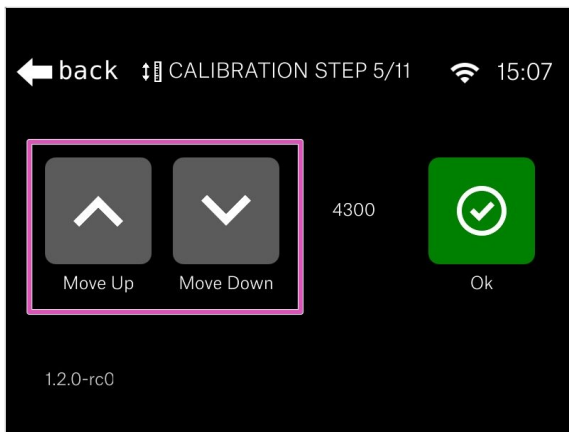 back CALIBRATION STEP 5/11 15:07
4300
Move Up Move Down Ok
1.2.0-rc0